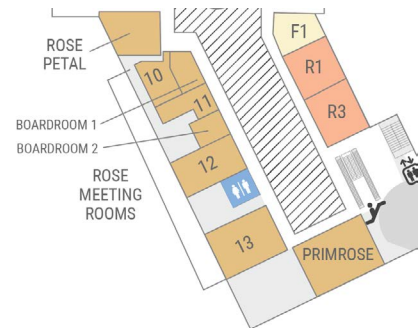 ROSE
PETAL
F1
R1
R3
10
11
BOARDROOM 1
BOARDROOM 2
12
ROSE
MEETING
ROOMS
13
PRIMROSE